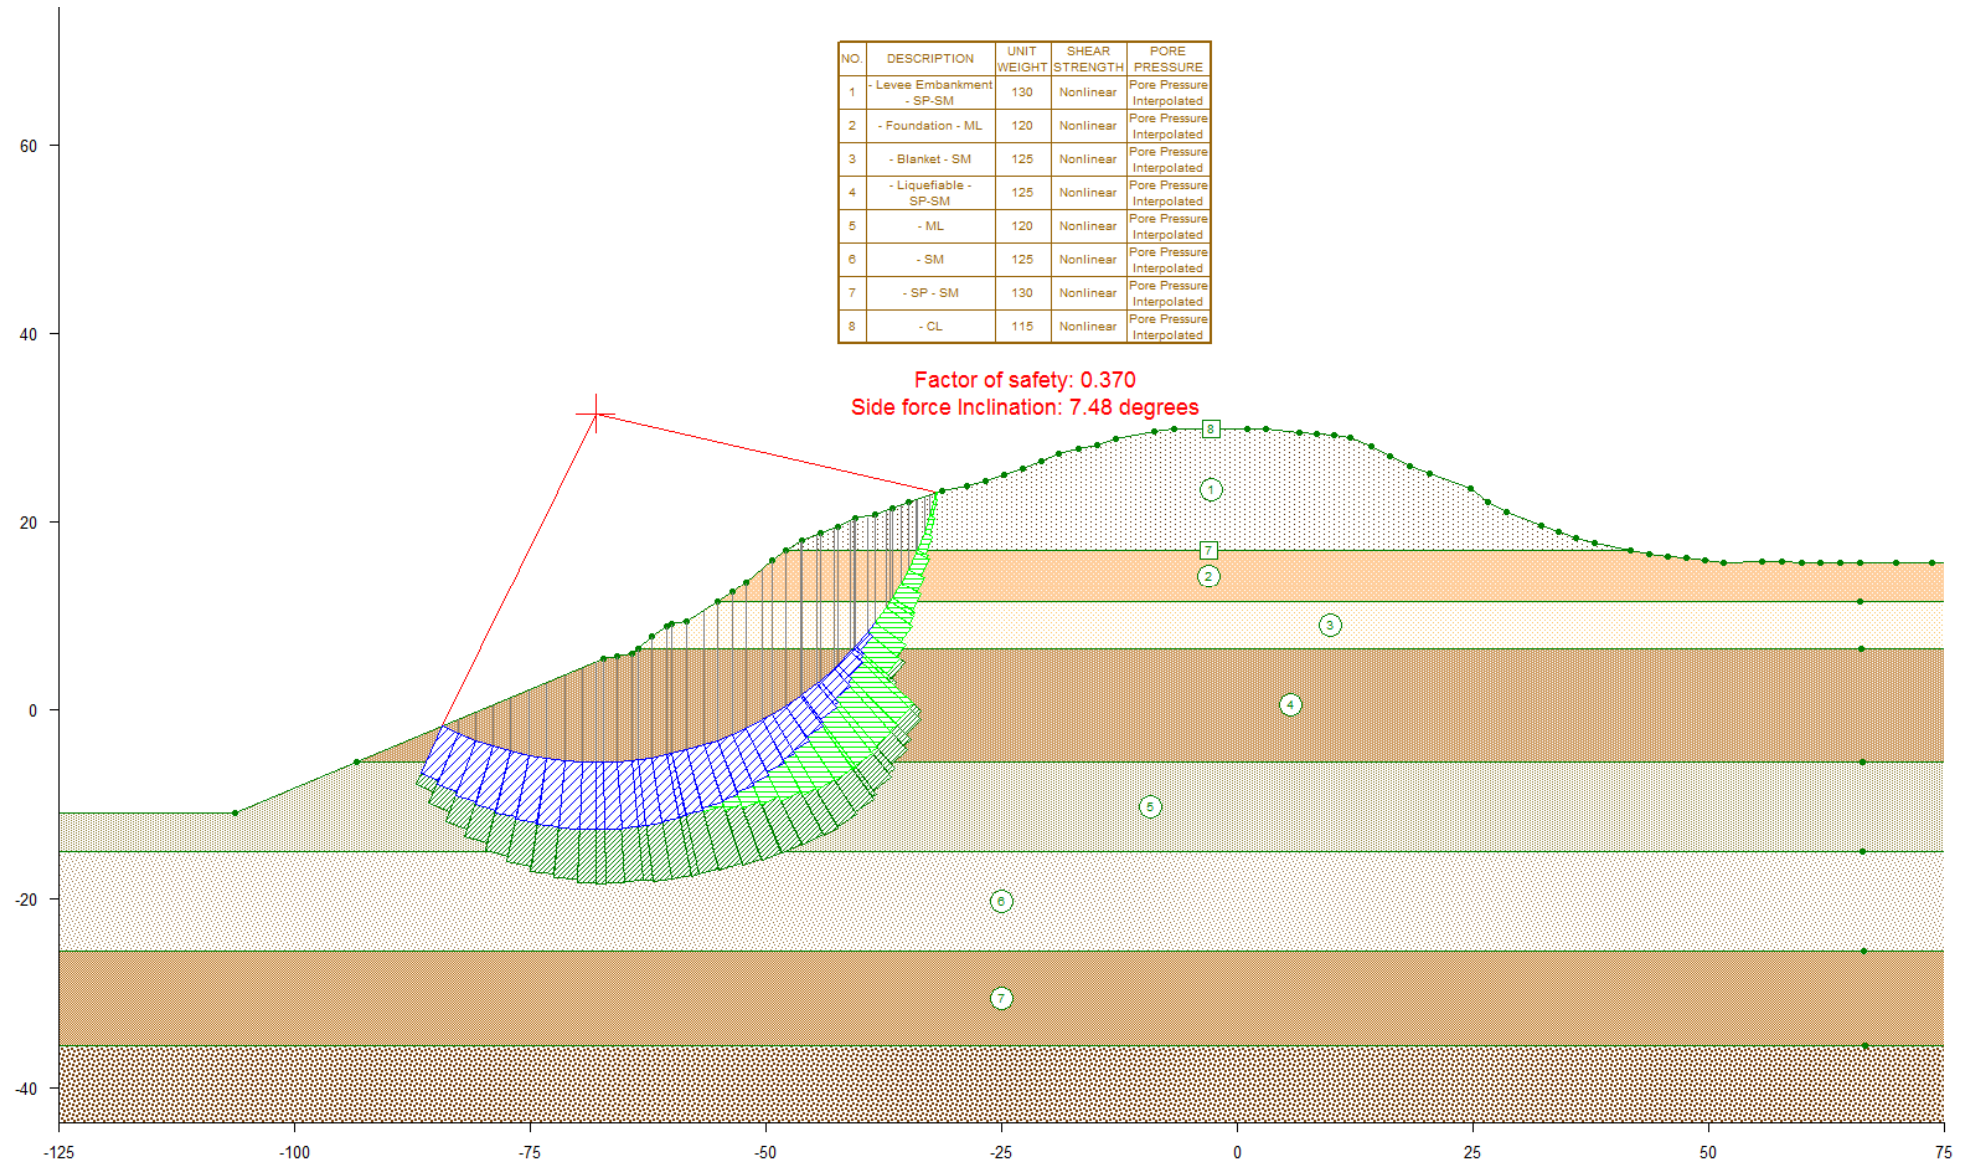 NO. DESCRIPTION UNIT WEIGHT SHEAR STRENGTH PORE PRESSURE
1 - Levee Embankment - SP-SM 130 Nonlinear Pore Pressure Interpolated
2 - Foundation - ML 120 Nonlinear Pore Pressure Interpolated
3 - Blanket - SM 125 Nonlinear Pore Pressure Interpolated
4 - Liquefiable - SP-SM 125 Nonlinear Pore Pressure Interpolated
5 - ML 120 Nonlinear Pore Pressure Interpolated
6 - SM 125 Nonlinear Pore Pressure Interpolated
7 - SP - SM 130 Nonlinear Pore Pressure Interpolated
8 - CL 115 Nonlinear Pore Pressure Interpolated
Factor of safety: 0.370
Side force Inclination: 7.48 degrees
60
40
20
0
-20
-40
8
1
7
2
3
4
5
6
7
-125 -100 -75 -50 -25 0 25 50 75